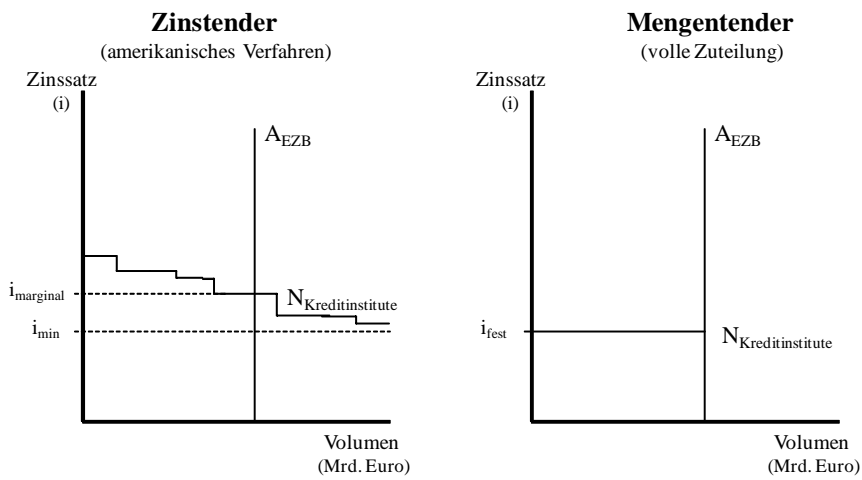 Zinstender
(amerikanisches Verfahren)
Zinssatz
(i)
A_EZB
i_marginal
N_Kreditinstitute
i_min
Volumen
(Mrd. Euro)
Mengentender
(volle Zuteilung)
Zinssatz
(i)
A_EZB
i_fest
N_Kreditinstitute
Volumen
(Mrd. Euro)